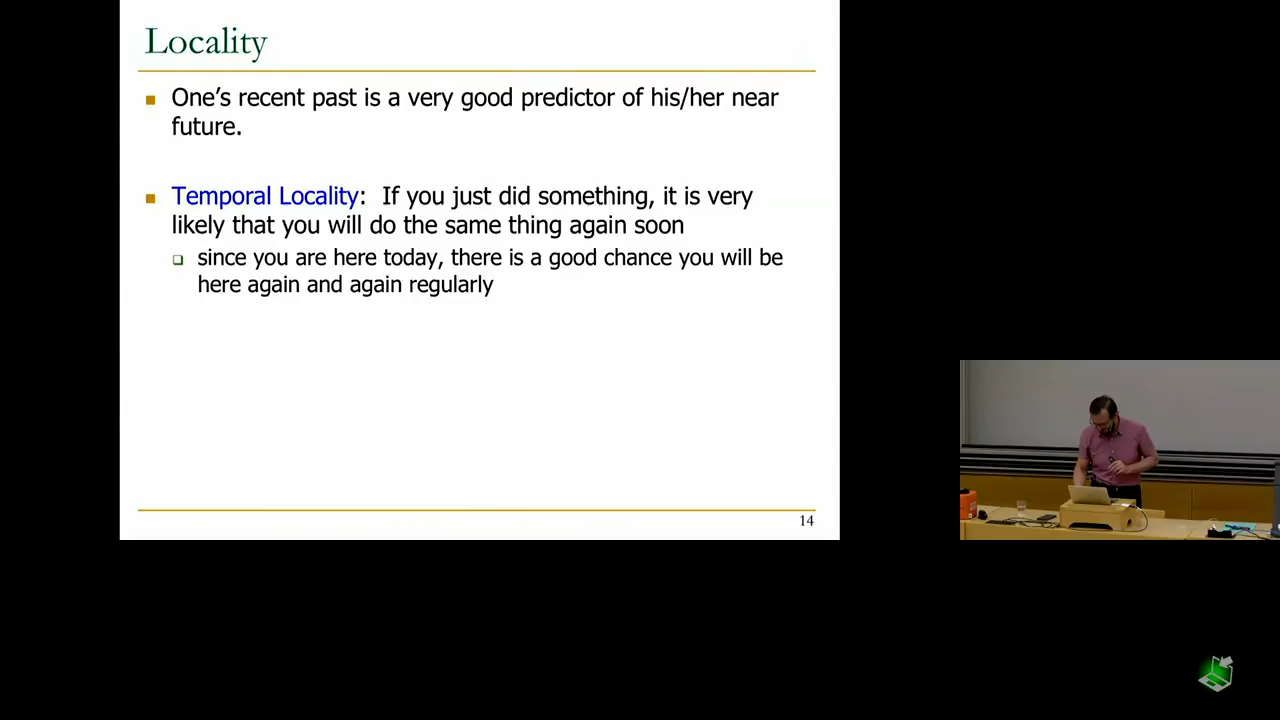 Locality
■ One’s recent past is a very good predictor of his/her near
future.
■ Temporal Locality: If you just did something, it is very
likely that you will do the same thing again soon
❑ since you are here today, there is a good chance you will be
here again and again regularly
14